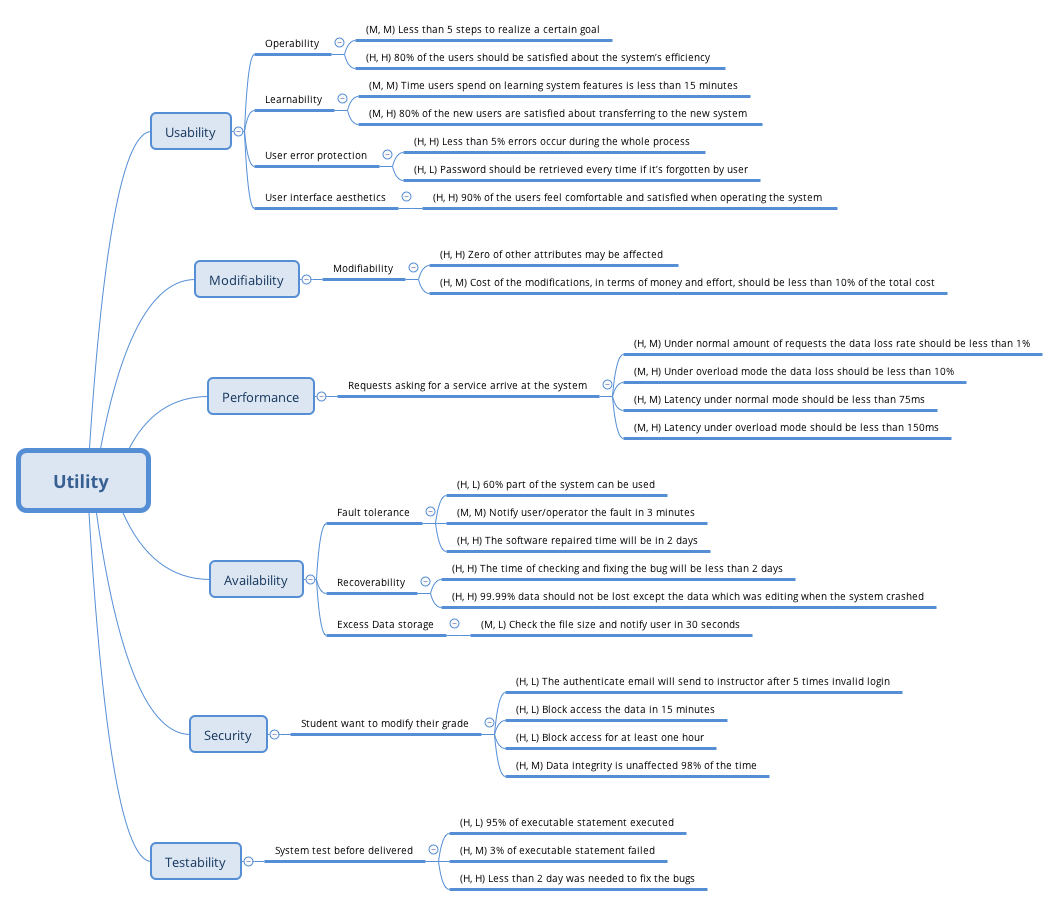 Utility
Usability
Operability
(M, M) Less than 5 steps to realize a certain goal
(H, H) 80% of the users should be satisfied about the system's efficiency
Learnability
(M, M) Time users spend on learning system features is less than 15 minutes
(M, H) 80% of the new users are satisfied about transferring to the new system
User error protection
(H, H) Less than 5% errors occur during the whole process
(H, L) Password should be retrieved every time if it's forgotten by user
User interface aesthetics
(H, H) 90% of the users feel comfortable and satisfied when operating the system
Modifiability
Modifiability
(H, H) Zero of other attributes may be affected
(H, M) Cost of the modifications, in terms of money and effort, should be less than 10% of the total cost
Performance
Requests asking for a service arrive at the system
(H, M) Under normal amount of requests the data loss rate should be less than 1%
(M, H) Under overload mode the data loss should be less than 10%
(H, M) Latency under normal mode should be less than 75ms
(M, H) Latency under overload mode should be less than 150ms
Availability
Fault tolerance
(H, L) 60% part of the system can be used
(M, M) Notify user/operator the fault in 3 minutes
(H, H) The software repaired time will be in 2 days
Recoverability
(H, H) The time of checking and fixing the bug will be less than 2 days
(H, H) 99.99% data should not be lost except the data which was editing when the system crashed
Excess Data storage
(M, L) Check the file size and notify user in 30 seconds
Security
Student want to modify their grade
(H, L) The authenticate email will send to instructor after 5 times invalid login
(H, L) Block access the data in 15 minutes
(H, L) Block access for at least one hour
(H, M) Data integrity is unaffected 98% of the time
Testability
System test before delivered
(H, L) 95% of executable statement executed
(H, M) 3% of executable statement failed
(H, H) Less than 2 day was needed to fix the bugs